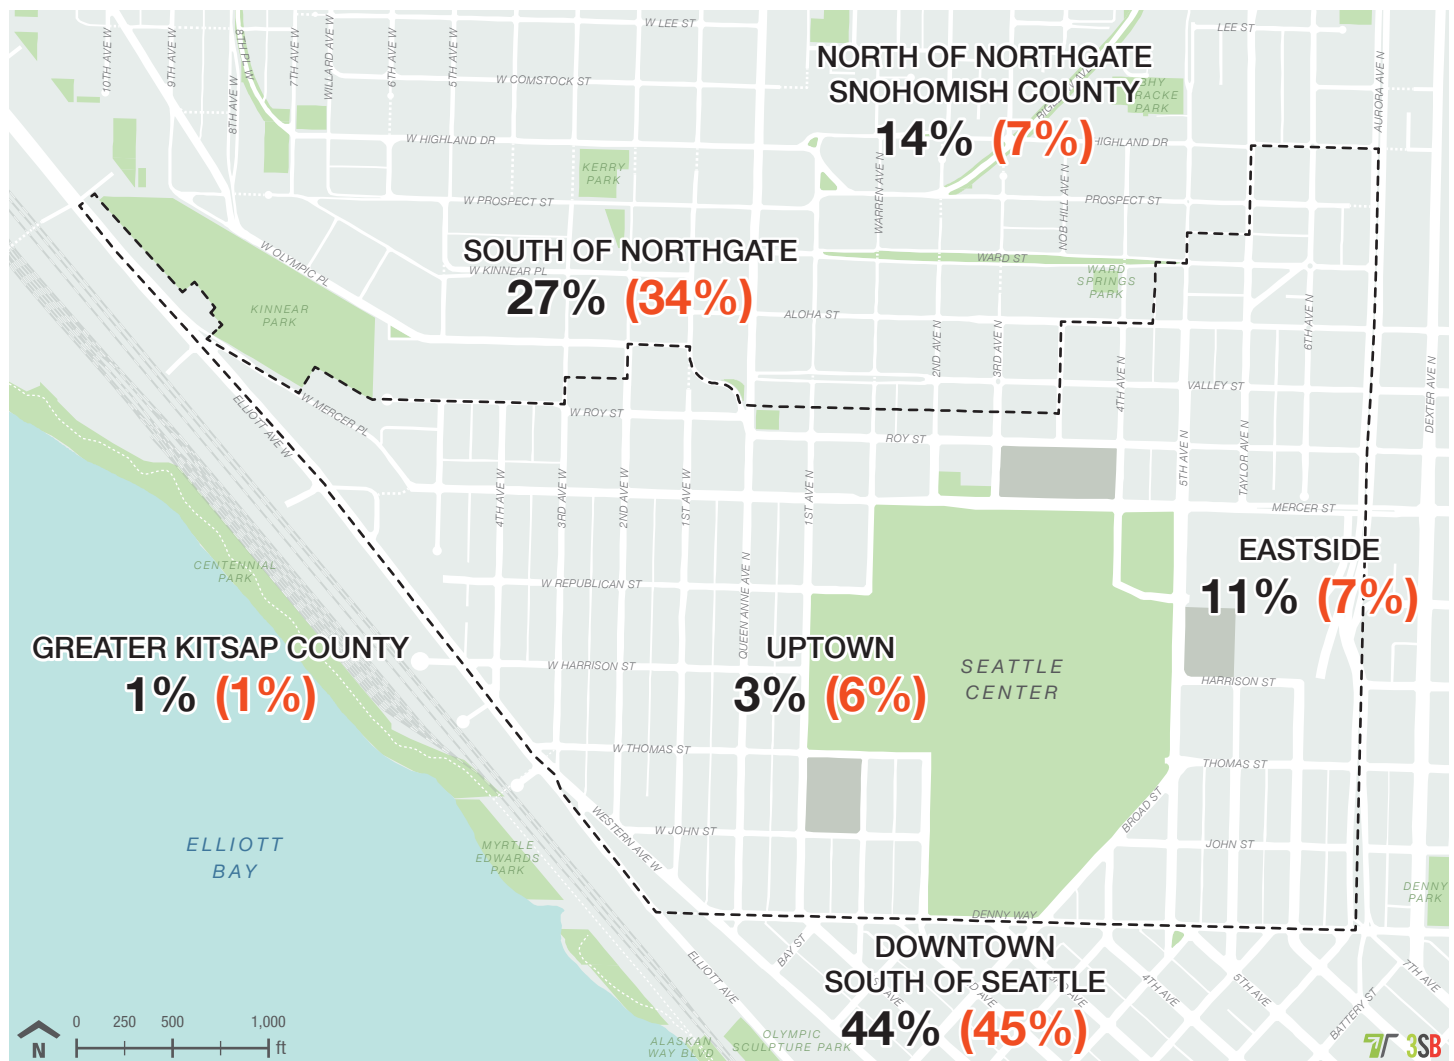 W LEE ST
LEE ST
10TH AVE W
9TH AVE W
8TH PL W
8TH AVE W
7TH AVE W
WILLARD AVE W
6TH AVE W
5TH AVE W
W COMSTOCK ST
NORTH OF NORTHGATE
SNOHOMISH COUNTY
14% (7%)
PARK
AURORA AVE N
W HIGHLAND DR
HIGHLAND DR
KERRY
PARK
WARREN AVE N
NOB HILL AVE N
W PROSPECT ST
PROSPECT ST
W OLYMPIC PL
SOUTH OF NORTHGATE
W KINNEAR PL
27% (34%)
WARD ST
WARD
SPRINGS
PARK
KINNEAR
PARK
ALOHA ST
2ND AVE N
3RD AVE N
4TH AVE N
6TH AVE N
VALLEY ST
DEXTER AVE N
ELLIOTT AVE W
W MERCER PL
W ROY ST
ROY ST
5TH AVE N
TAYLOR AVE N
4TH AVE W
3RD AVE W
2ND AVE W
1ST AVE W
1ST AVE N
MERCER ST
EASTSIDE
11% (7%)
CENTENNIAL
PARK
W REPUBLICAN ST
QUEEN ANNE AVE N
GREATER KITSAP COUNTY
1% (1%)
W HARRISON ST
UPTOWN
3% (6%)
SEATTLE
CENTER
HARRISON ST
W THOMAS ST
THOMAS ST
BROAD ST
WESTERN AVE W
W JOHN ST
JOHN ST
ELLIOTT
BAY
MYRTLE
EDWARDS
PARK
DENNY
PARK
DENNY WAY
DOWNTOWN
SOUTH OF SEATTLE
44% (45%)
BAY ST
ELLIOTT AVE
4TH AVE
5TH AVE
7TH AVE
BATTERY ST
OLYMPIC
SCULPTURE PARK
ALASKAN
WAY BLVD
N
0 250 500 1,000
ft
3SB